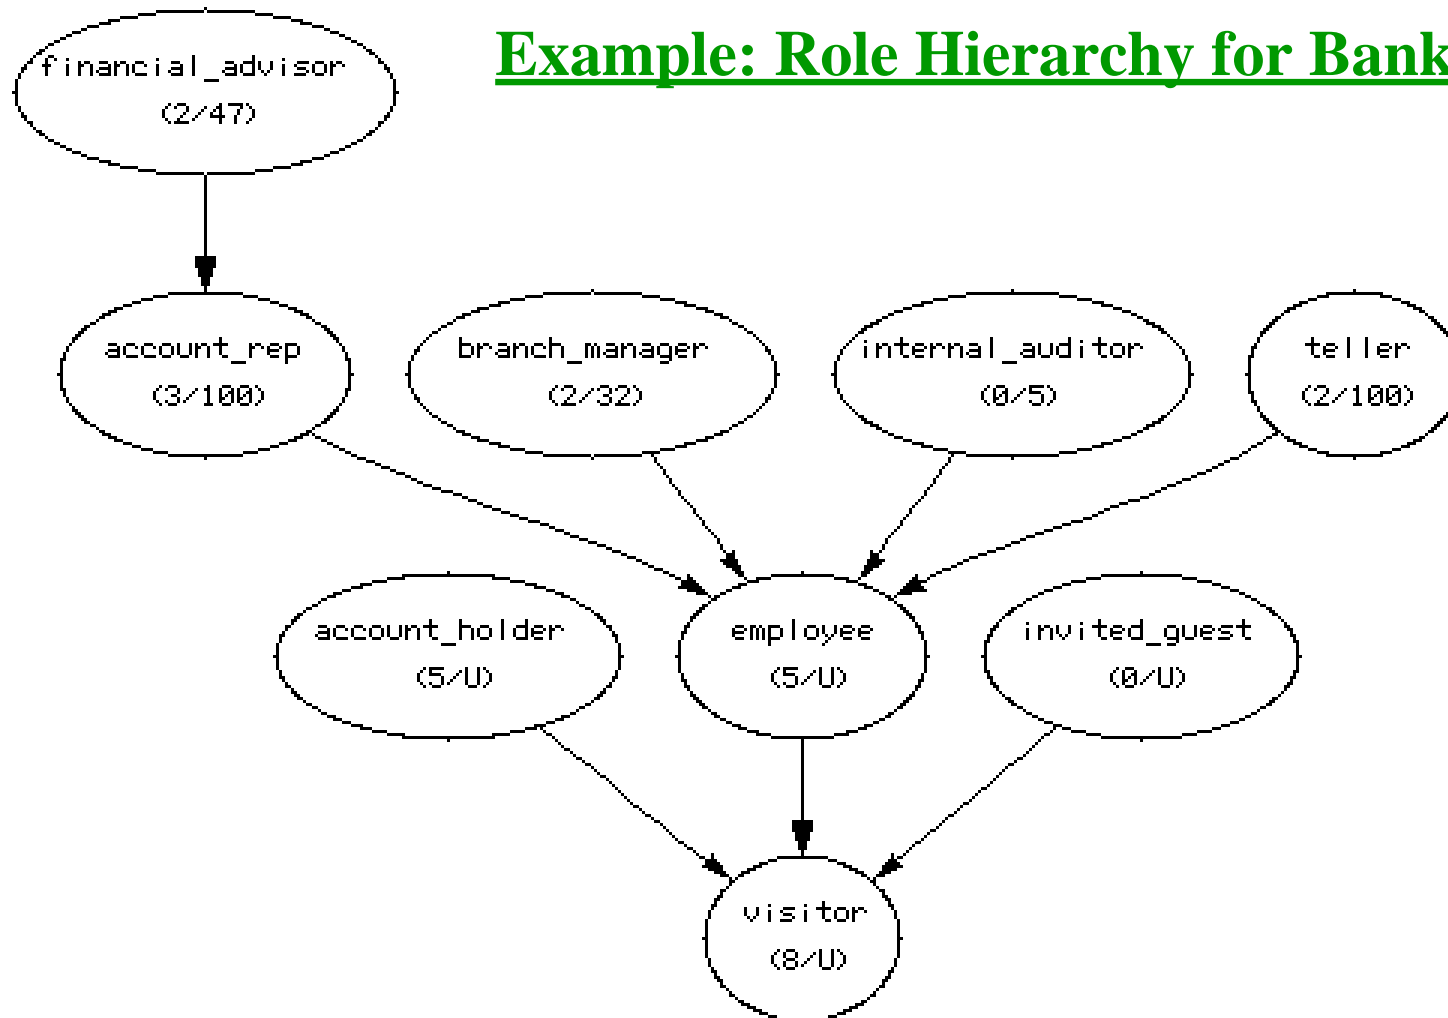 Example: Role Hierarchy for Bank
financial_advisor
(2/47)
account_rep
(3/100)
branch_manager
(2/32)
internal_auditor
(0/5)
teller
(2/100)
account_holder
(5/U)
employee
(5/U)
invited_guest
(0/U)
visitor
(8/U)